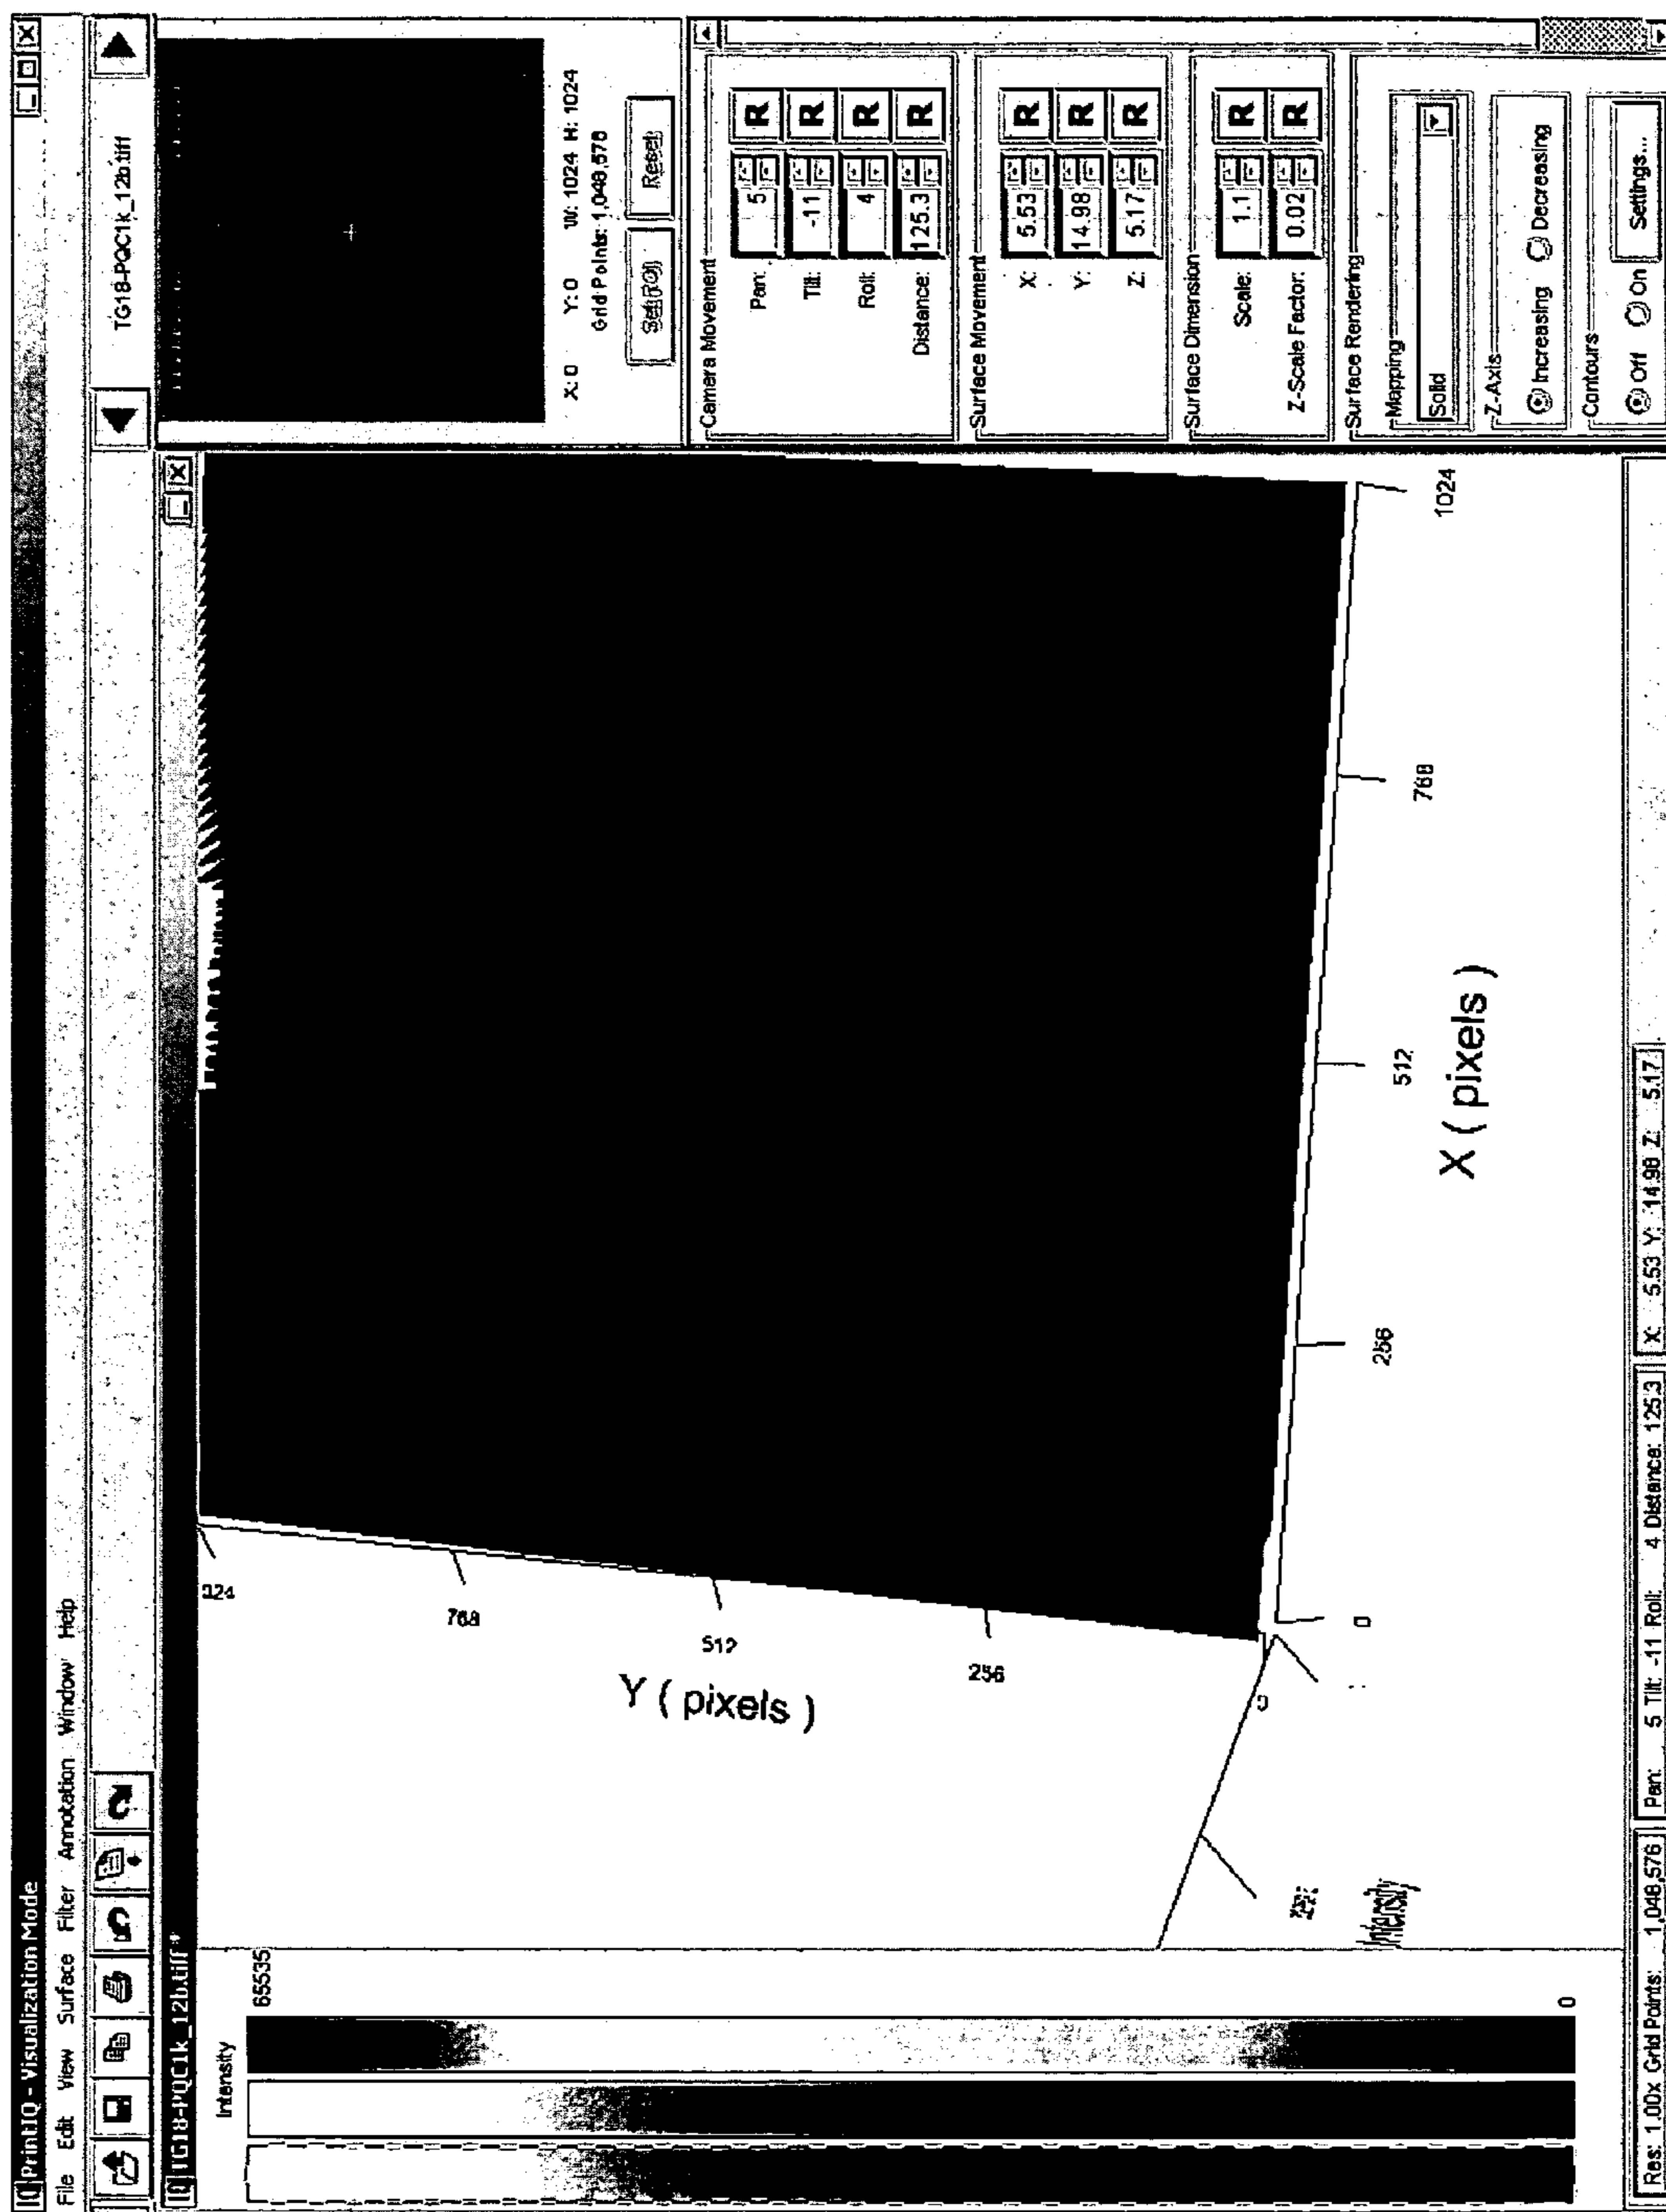 PrintIQ - Visualization Mode
File Edit View Surface Filter Annotation Window Help
TG18-PQC1k_12b.tiff
TG18-PQC1k_12b.tiff *
Intensity
65535
0
Y ( pixels )
768
512
256
0
256
512
768
1024
X ( pixels )
Intensity
X: 0 Y: 0 W: 1024 H: 1024
Grid Points: 1,048,576
Set ROI Reset
Camera Movement
Pan: 5 R
Tilt: -11 R
Roll: 4 R
Distance: 125.3 R
Surface Movement
X: 5.53 R
Y: 14.98 R
Z: 5.17 R
Surface Dimension
Scale: 1.1 R
Z-Scale Factor: 0.02 R
Surface Rendering
Mapping
Solid
Z-Axis
Increasing Decreasing
Contours
Off On Settings...
Res: 1.00x Grid Points: 1,048,576 Pan: 5 Tilt: -11 Roll: 4 Distance: 125.3 X: 5.53 Y: 14.98 Z: 5.17